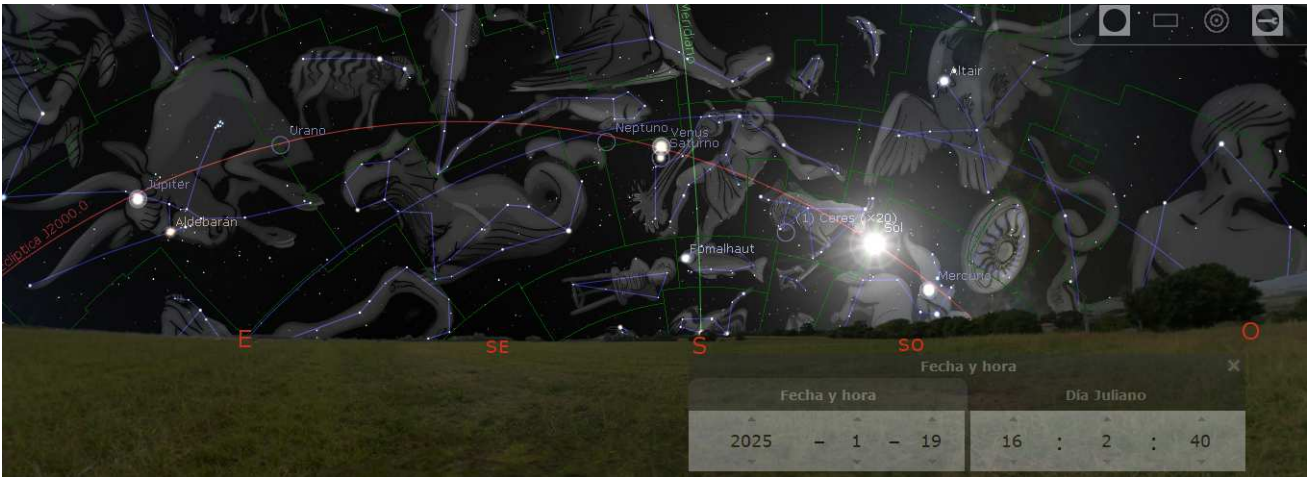 Meridiano
Altair
Urano
Neptuno
Venus
Saturno
Júpiter
Aldebarán
(1) Ceres (×20)
Sol
Eclíptica J2000,0
Fomalhaut
Mercurio
E
SE
S
SO
O
Fecha y hora
×
Fecha y hora
Día Juliano
2025 – 1 – 19 16 : 2 : 40